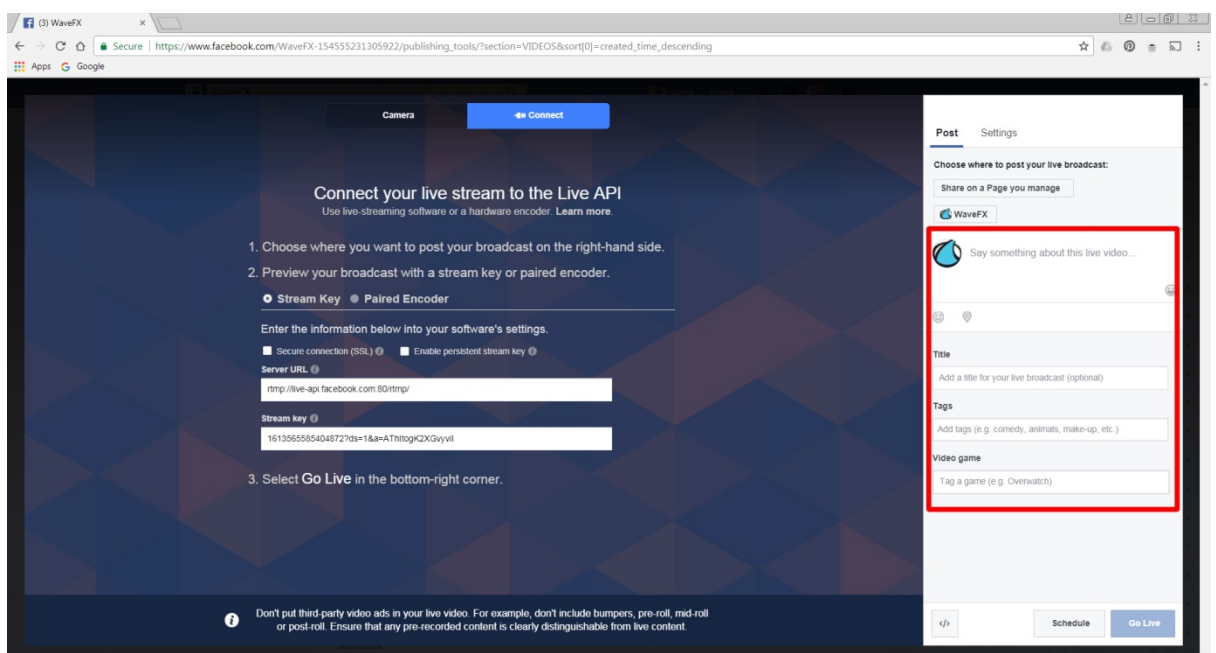 (3) WaveFX
Secure | https://www.facebook.com/WaveFX-154555231305922/publishing_tools/?section=VIDEOS&sort[0]=created_time_descending
Apps Google
Camera Connect
Connect your live stream to the Live API
Use live-streaming software or a hardware encoder. Learn more.
1. Choose where you want to post your broadcast on the right-hand side.
2. Preview your broadcast with a stream key or paired encoder.
Stream Key Paired Encoder
Enter the information below into your software's settings.
Secure connection (SSL) Enable persistent stream key
Server URL
rtmp://live-api.facebook.com:80/rtmp/
Stream key
1613565585404872?ds=1&a=AThItogK2XGvyviI
3. Select Go Live in the bottom-right corner.
Don't put third-party video ads in your live video. For example, don't include bumpers, pre-roll, mid-roll
or post-roll. Ensure that any pre-recorded content is clearly distinguishable from live content.
Post Settings
Choose where to post your live broadcast:
Share on a Page you manage
WaveFX
Say something about this live video...
Title
Add a title for your live broadcast (optional)
Tags
Add tags (e.g. comedy, animals, make-up, etc.)
Video game
Tag a game (e.g. Overwatch)
</> Schedule Go Live